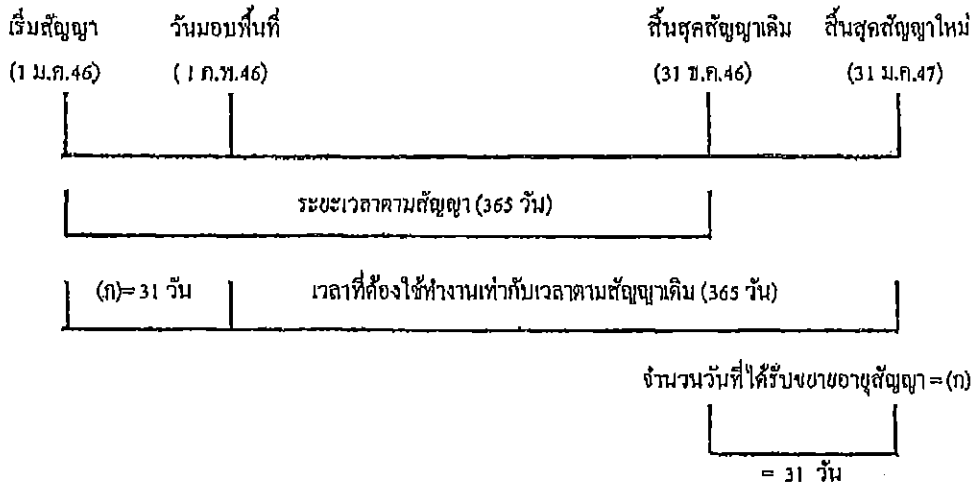 เริ่มสัญญา วันมอบพื้นที่ สิ้นสุดสัญญาเดิม สิ้นสุดสัญญาใหม่
(1 ม.ค.46) (1 ก.พ.46) (31 ธ.ค.46) (31 ม.ค.47)
ระยะเวลาตามสัญญา (365 วัน)
(ก)= 31 วัน เวลาที่ต้องใช้ทำงานเท่ากับเวลาตามสัญญาเดิม (365 วัน)
จำนวนวันที่ได้รับขยายอายุสัญญา = (ก)
= 31 วัน